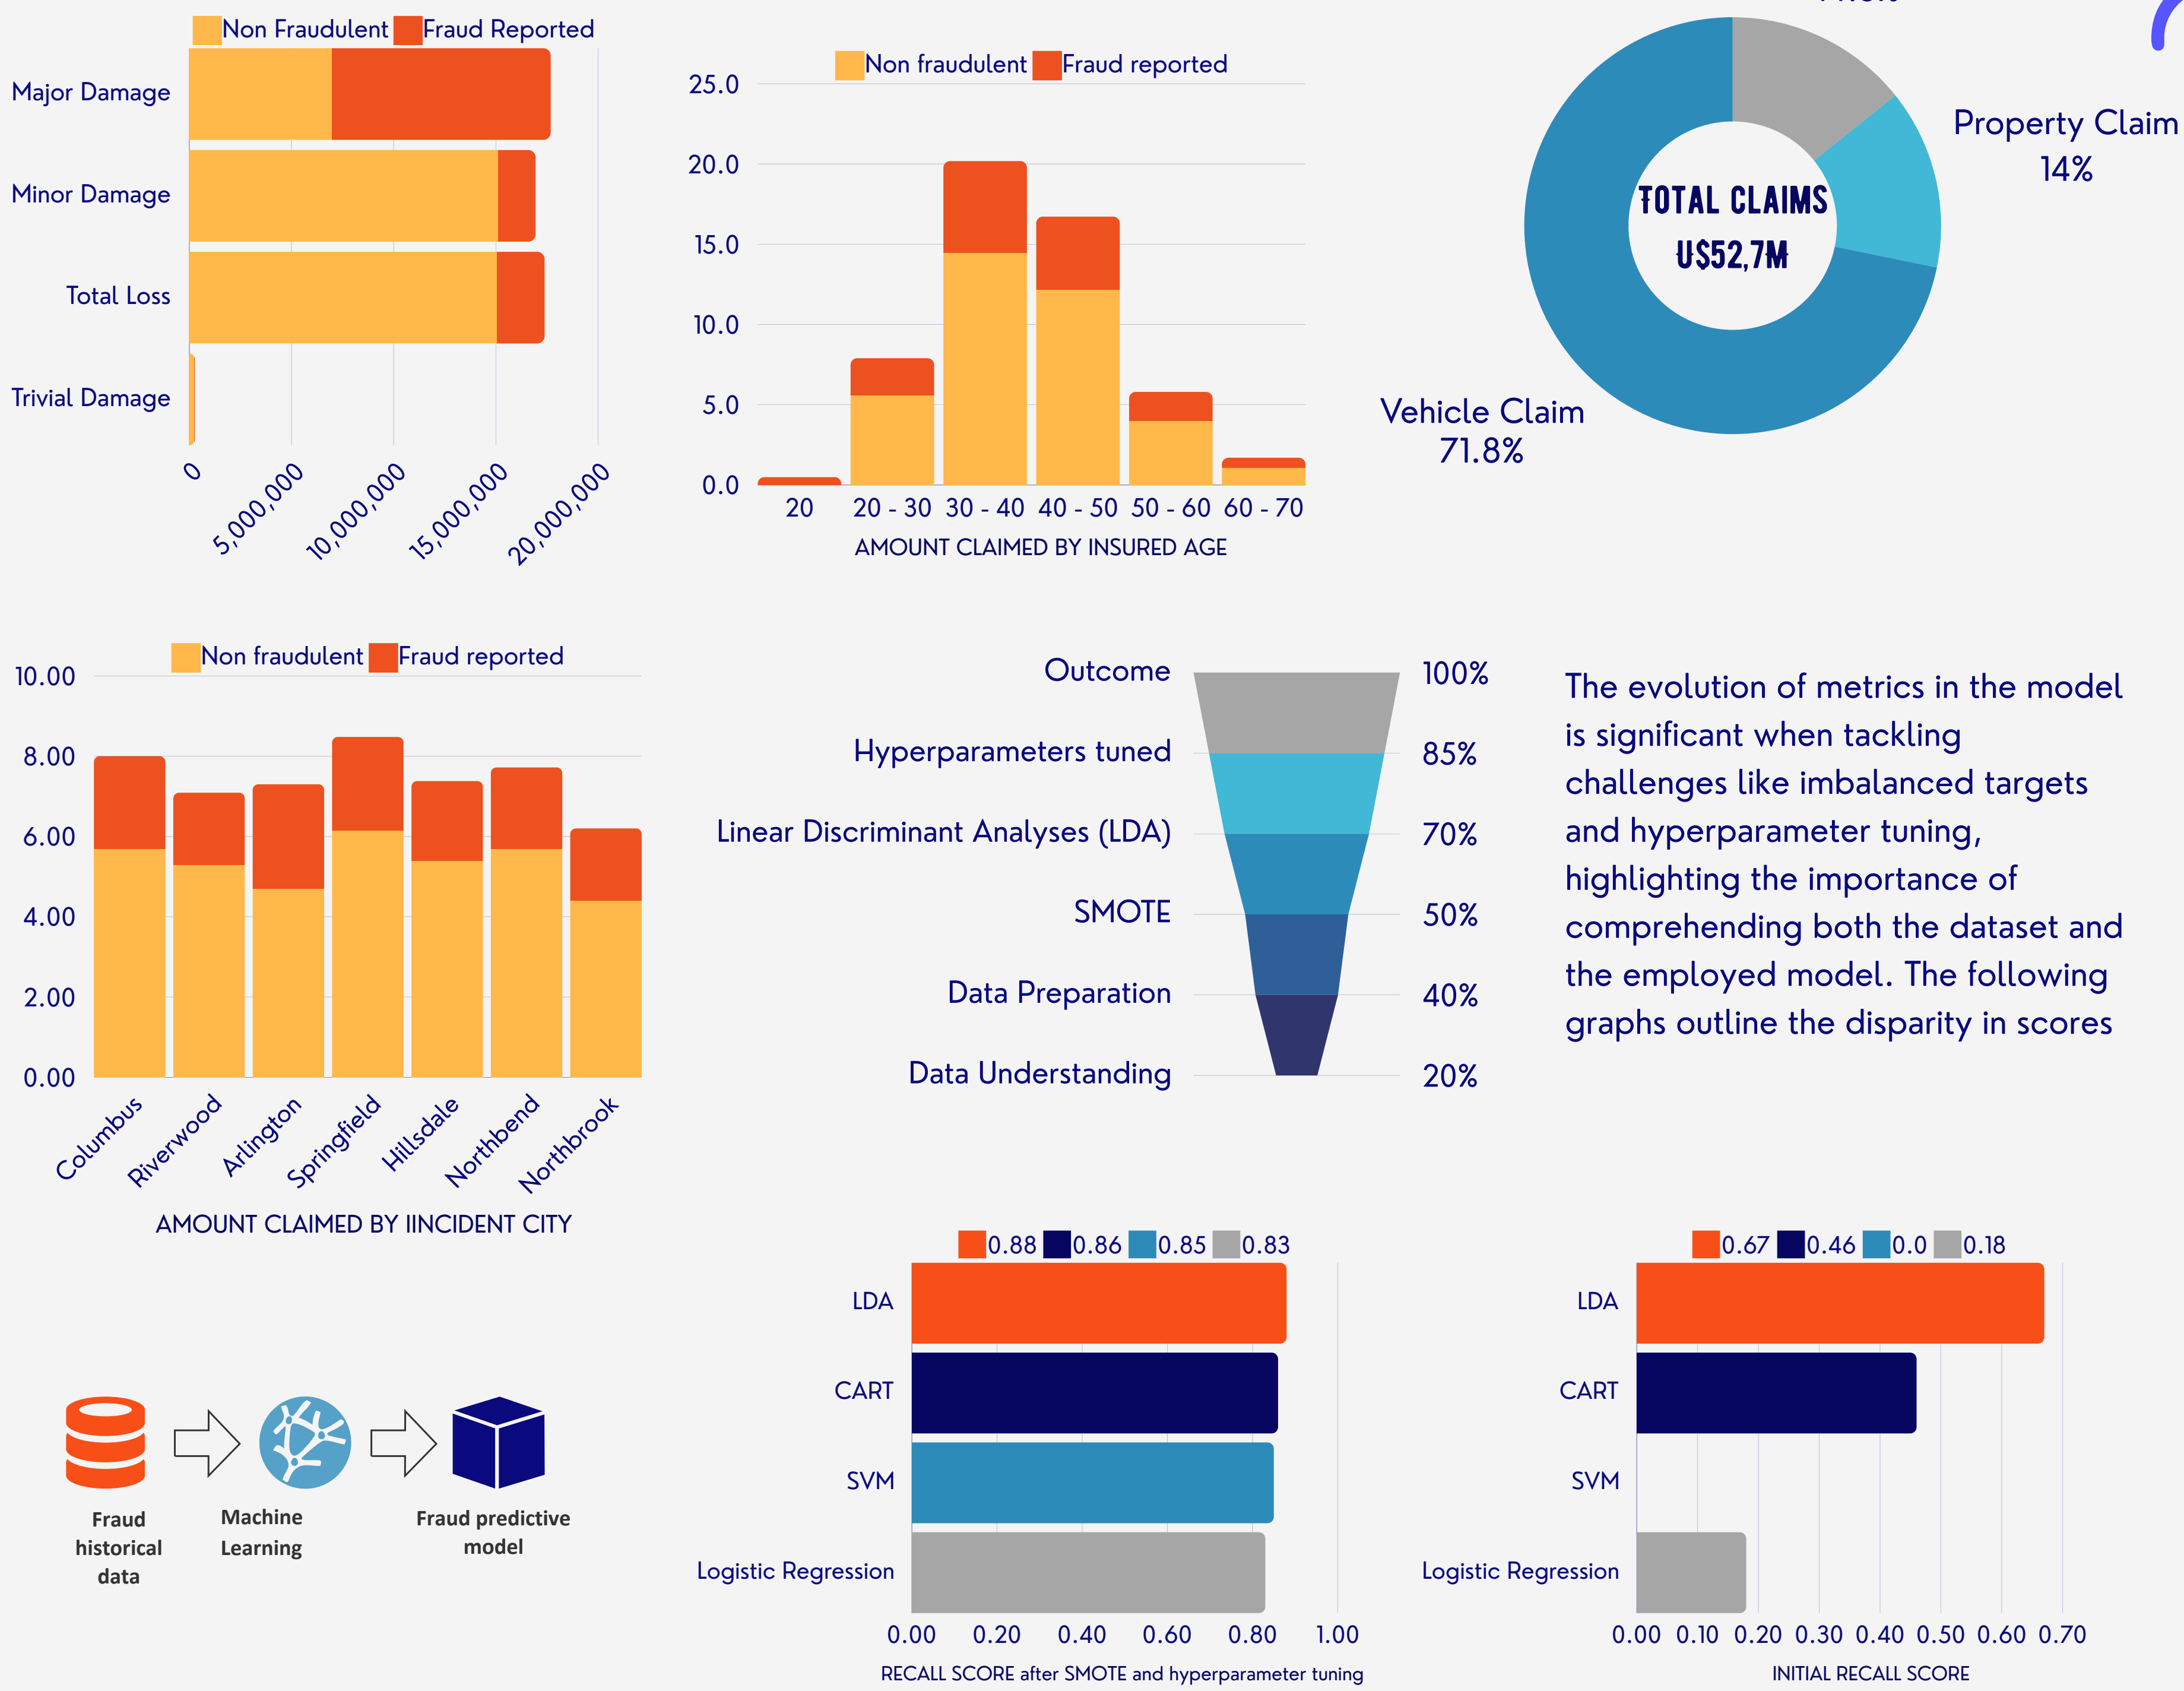 Non Fraudulent Fraud Reported
Major Damage
Minor Damage
Total Loss
Trivial Damage
0 5,000,000 10,000,000 15,000,000 20,000,000
Non fraudulent Fraud reported
25.0
20.0
15.0
10.0
5.0
0.0
20 20 - 30 30 - 40 40 - 50 50 - 60 60 - 70
AMOUNT CLAIMED BY INSURED AGE
Property Claim
14%
TOTAL CLAIMS
U$52,7M
Vehicle Claim
71.8%
Non fraudulent Fraud reported
10.00
8.00
6.00
4.00
2.00
0.00
Columbus Riverwood Arlington Springfield Hillsdale Northbend Northbrook
AMOUNT CLAIMED BY IINCIDENT CITY
Outcome 100%
Hyperparameters tuned 85%
Linear Discriminant Analyses (LDA) 70%
SMOTE 50%
Data Preparation 40%
Data Understanding 20%
The evolution of metrics in the model
is significant when tackling
challenges like imbalanced targets
and hyperparameter tuning,
highlighting the importance of
comprehending both the dataset and
the employed model. The following
graphs outline the disparity in scores
Fraud
historical
data
Machine
Learning
Fraud predictive
model
0.88 0.86 0.85 0.83
LDA
CART
SVM
Logistic Regression
0.00 0.20 0.40 0.60 0.80 1.00
RECALL SCORE after SMOTE and hyperparameter tuning
0.67 0.46 0.0 0.18
LDA
CART
SVM
Logistic Regression
0.00 0.10 0.20 0.30 0.40 0.50 0.60 0.70
INITIAL RECALL SCORE